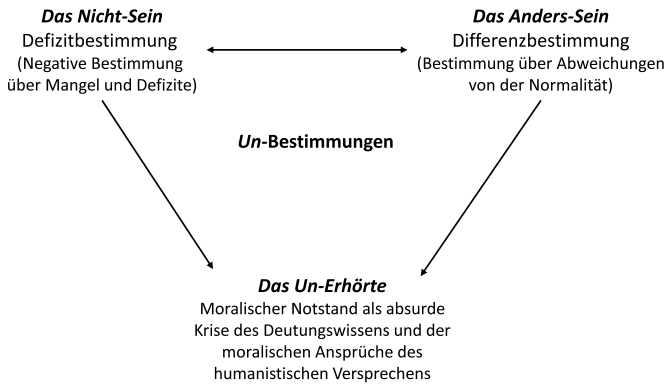 Das Nicht-Sein
Defizitbestimmung
(Negative Bestimmung
über Mangel und Defizite)
Das Anders-Sein
Differenzbestimmung
(Bestimmung über Abweichungen
von der Normalität)
Un-Bestimmungen
Das Un-Erhörte
Moralischer Notstand als absurde
Krise des Deutungswissens und der
moralischen Ansprüche des
humanistischen Versprechens